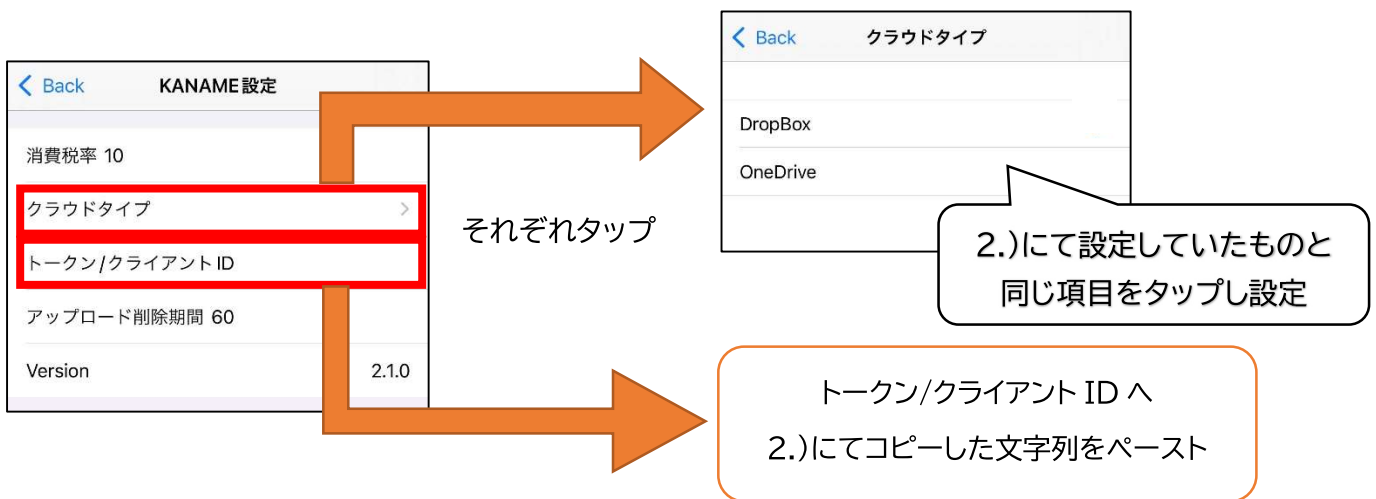 Back KANAME設定
消費税率 10
クラウドタイプ
トークン/クライアントID
アップロード削除期間 60
Version 2.1.0
それぞれタップ
Back クラウドタイプ
DropBox
OneDrive
2.)にて設定していたものと
同じ項目をタップし設定
トークン/クライアント ID へ
2.)にてコピーした文字列をペースト